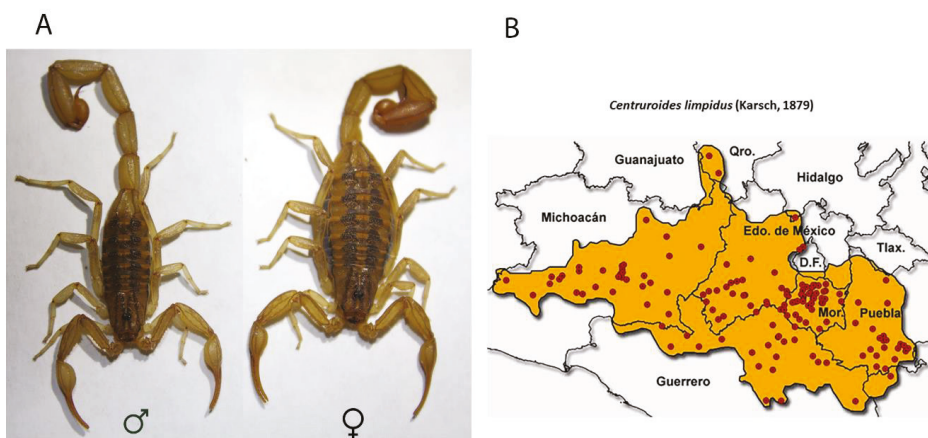 A
B
♂
♀
Centruroides limpidus (Karsch, 1879)
Guanajuato
Qro.
Hidalgo
Michoacán
Edo. de México
D.F.
Tlax.
Mor.
Puebla
Guerrero